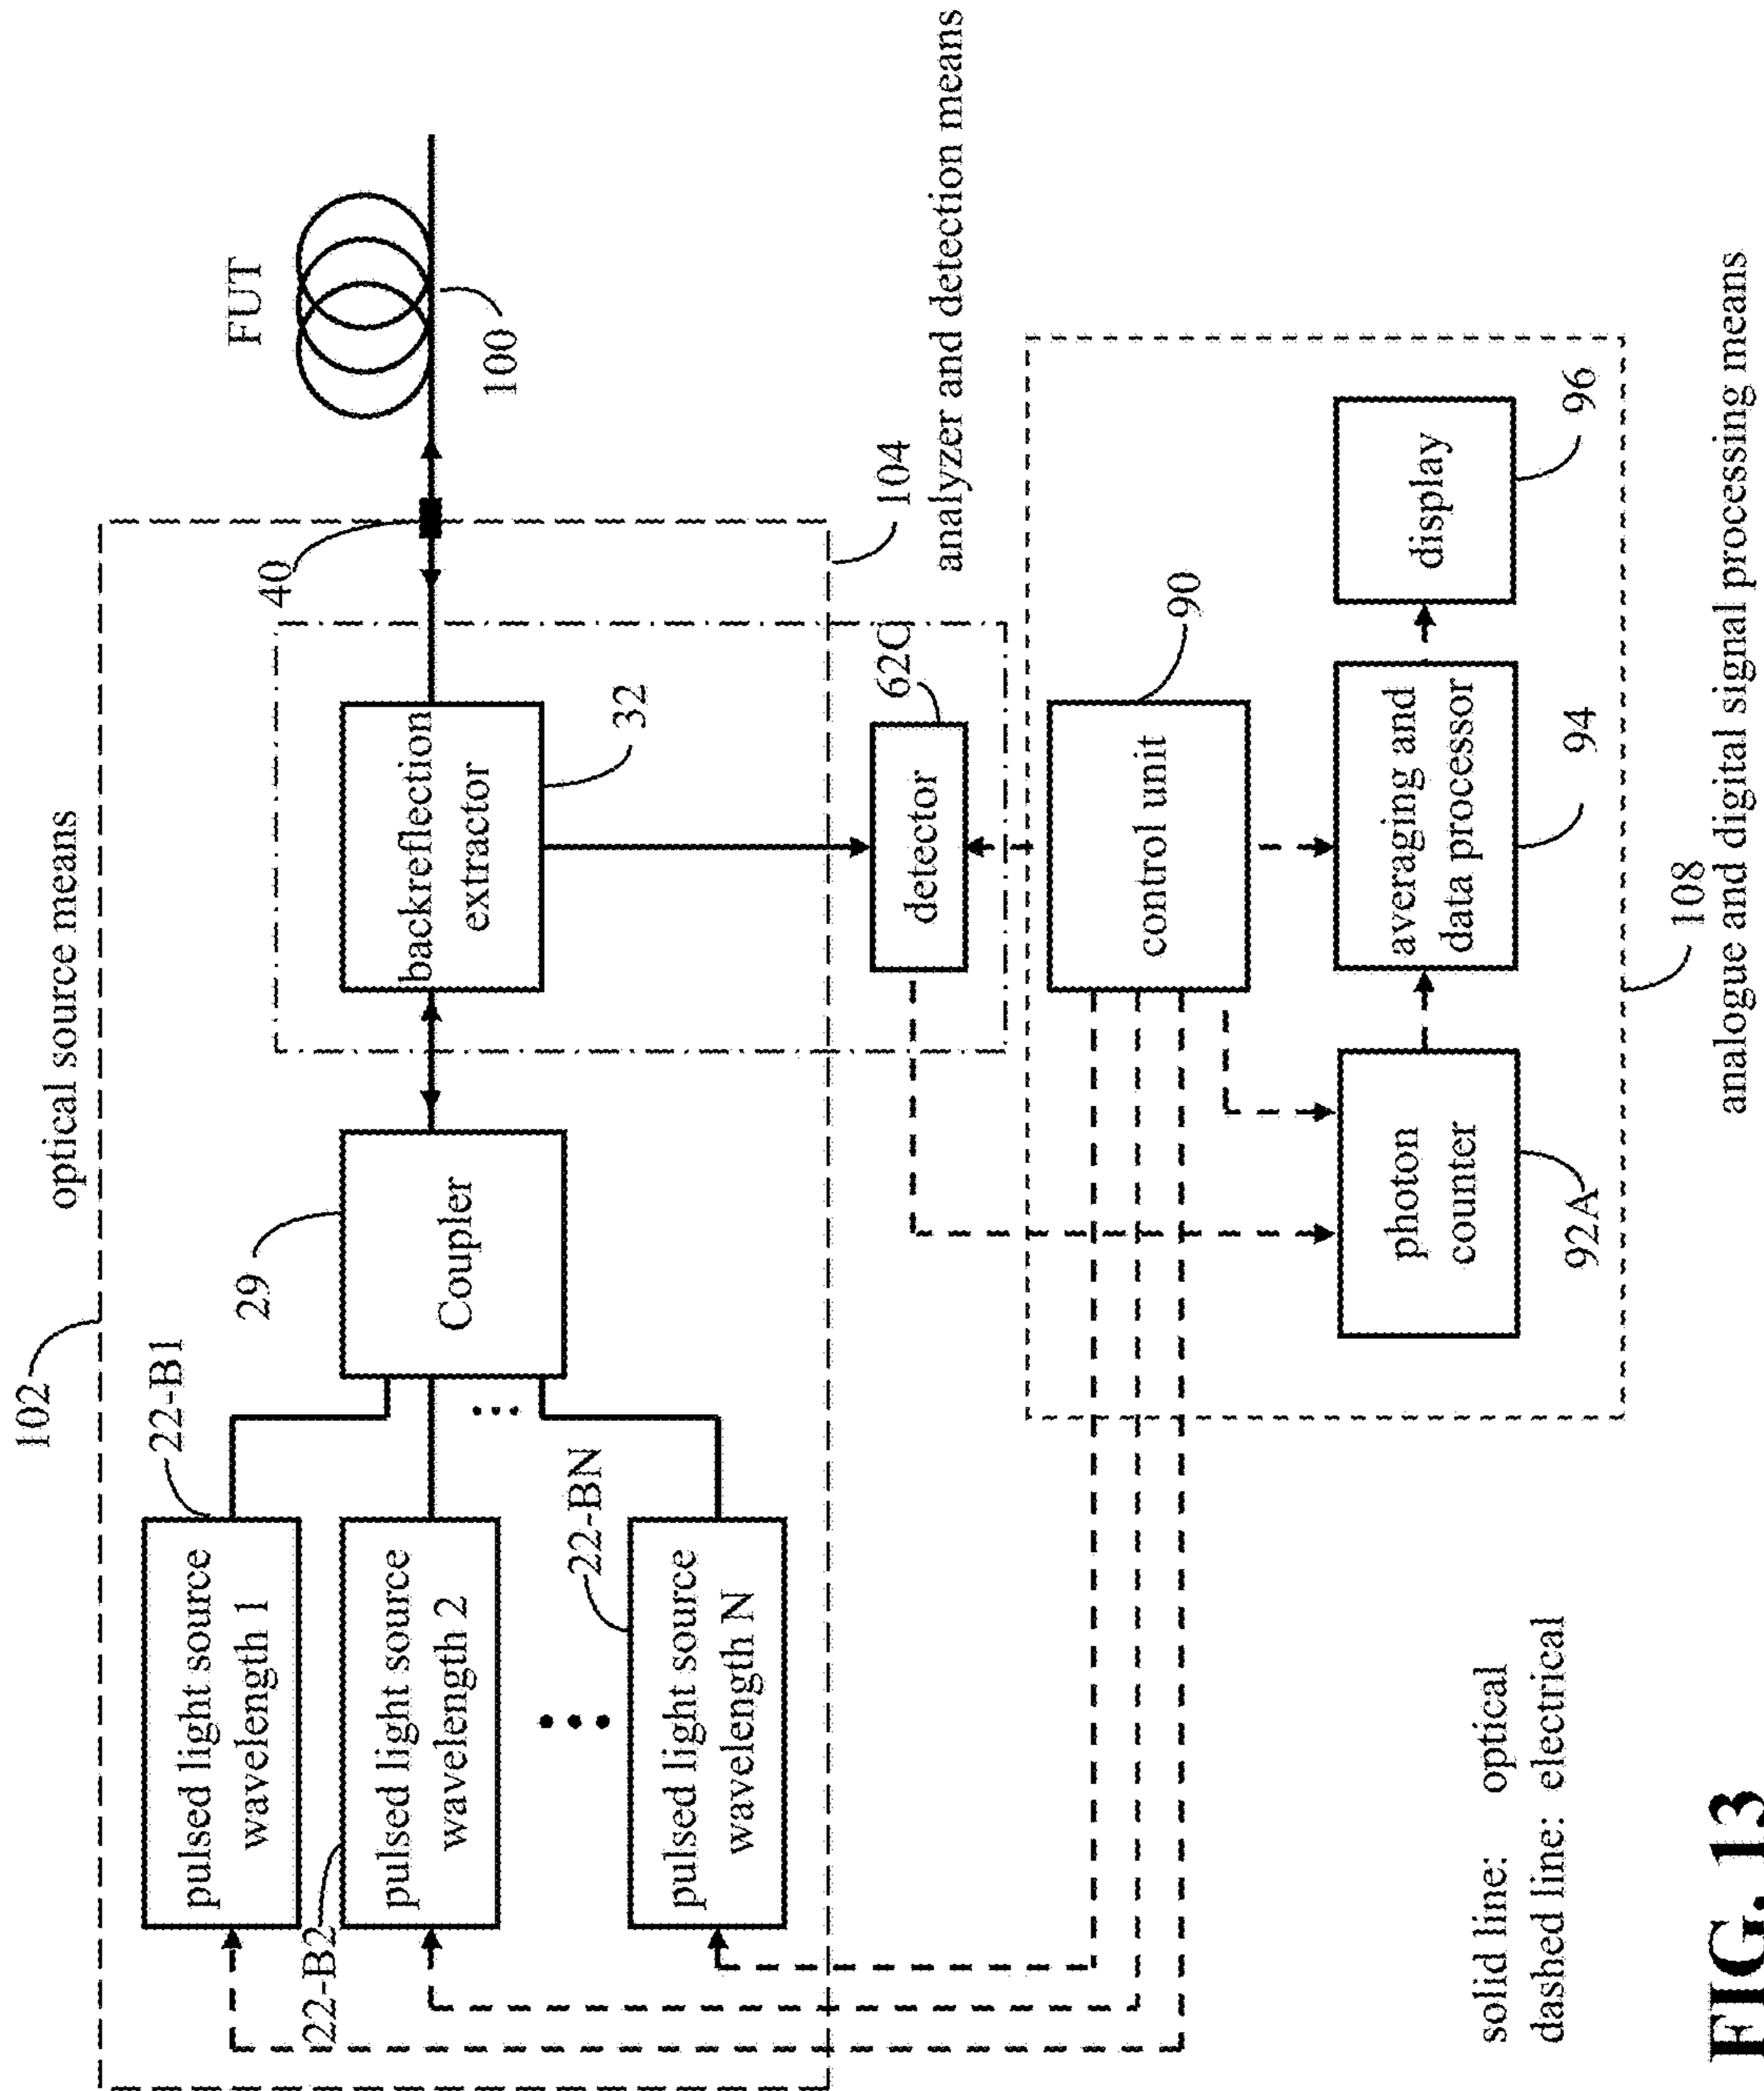 102
optical source means
pulsed light source
wavelength 1
22-B1
22-B2
pulsed light source
wavelength 2
22-BN
pulsed light source
wavelength N
29
Coupler
backreflection
extractor
32
40
FUT
100
104
analyzer and detection means
detector
62C
control unit
90
photon
counter
92A
averaging and
data processor
94
display
96
108
analogue and digital signal processing means
solid line: optical
dashed line: electrical
FIG. 13